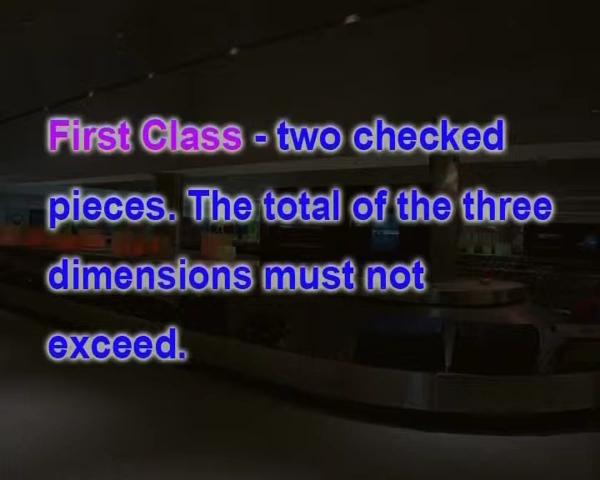 First Class - two checked
pieces. The total of the three
dimensions must not
exceed.